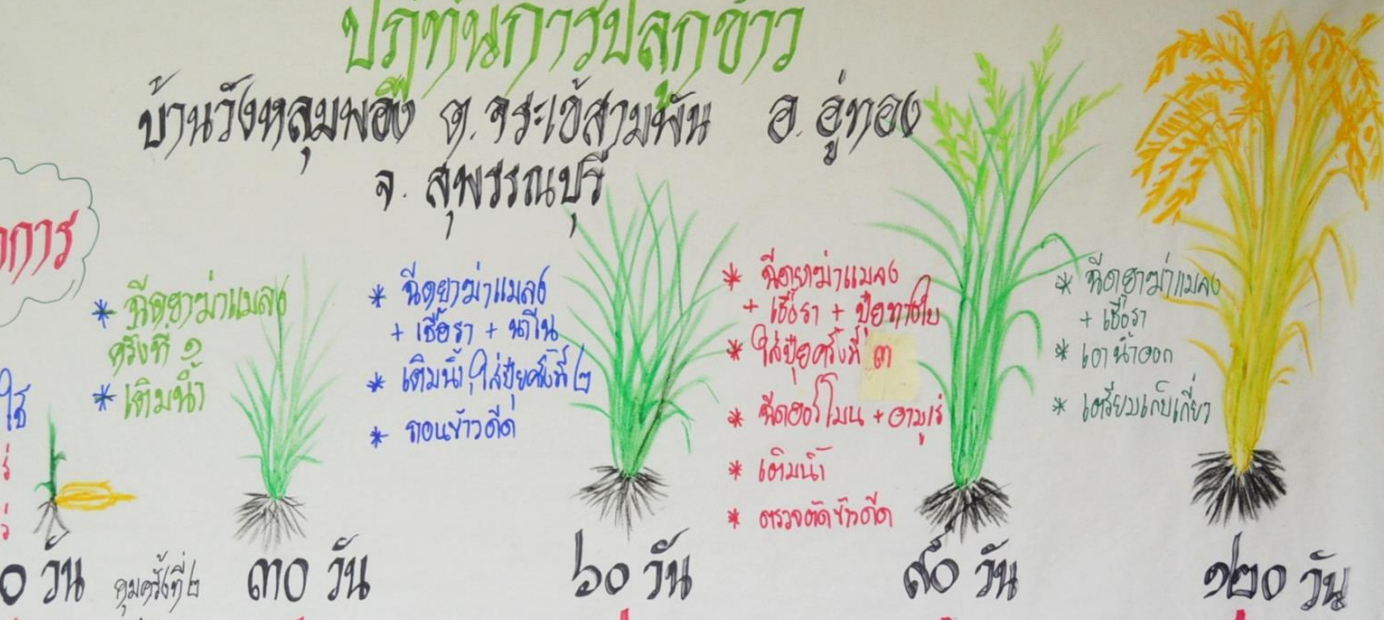 ปฏิทินการปลูกข้าว
บ้านวังหลุมพอง ต.จระเข้สามพัน อ.อู่ทอง
จ.สุพรรณบุรี
การ
* ฉีดยาฆ่าแมลง
ครั้งที่ ๑
* เติมน้ำ
* ฉีดยาฆ่าแมลง
+ เชื้อรา +
* เติมน้ำ,ใส่ปุ๋ยครั้งที่ ๒
* ถอนข้าวดีด
* ฉีดยาฆ่าแมลง
+ เชื้อรา + ปุ๋ยทางใบ
* ใส่ปุ๋ยครั้งที่ ๓
* ฉีดฮอร์โมน +
* เติมน้ำ
* ตรวจตัดข้าวดีด
* ฉีดยาฆ่าแมลง
+ เชื้อรา
* เอาน้ำออก
* เตรียมเก็บเกี่ยว
ใช้
๐ วัน
คุมครั้งที่ ๒
๓๐ วัน
๖๐ วัน
๙๐ วัน
๑๒๐ วัน